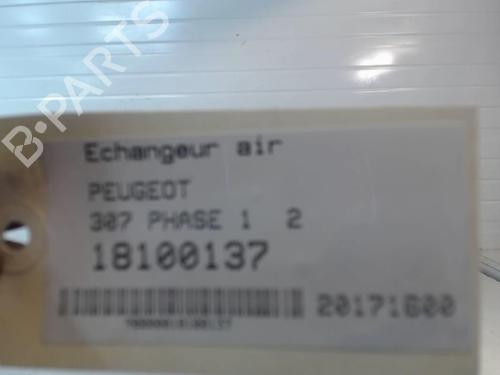 B-PARTS
Echangeur air
PEUGEOT
307 PHASE 1 2
18100137
20171600